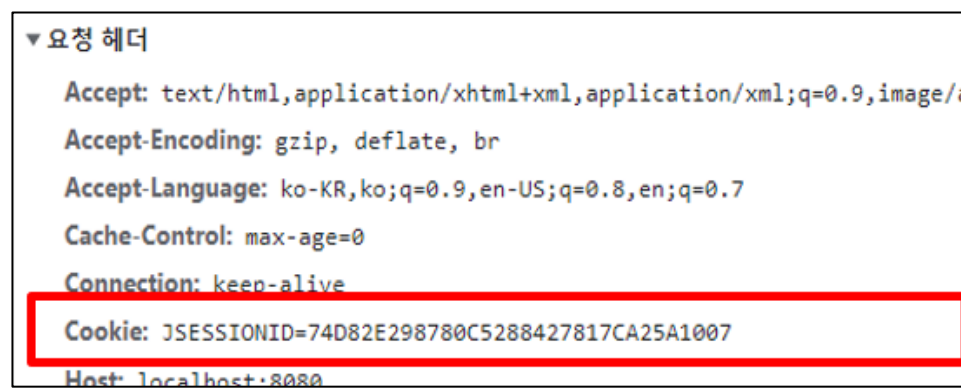 ▼요청 헤더
Accept: text/html,application/xhtml+xml,application/xml;q=0.9,image/a
Accept-Encoding: gzip, deflate, br
Accept-Language: ko-KR,ko;q=0.9,en-US;q=0.8,en;q=0.7
Cache-Control: max-age=0
Connection: keep-alive
Cookie: JSESSIONID=74D82E298780C5288427817CA25A1007
Host: localhost:8080